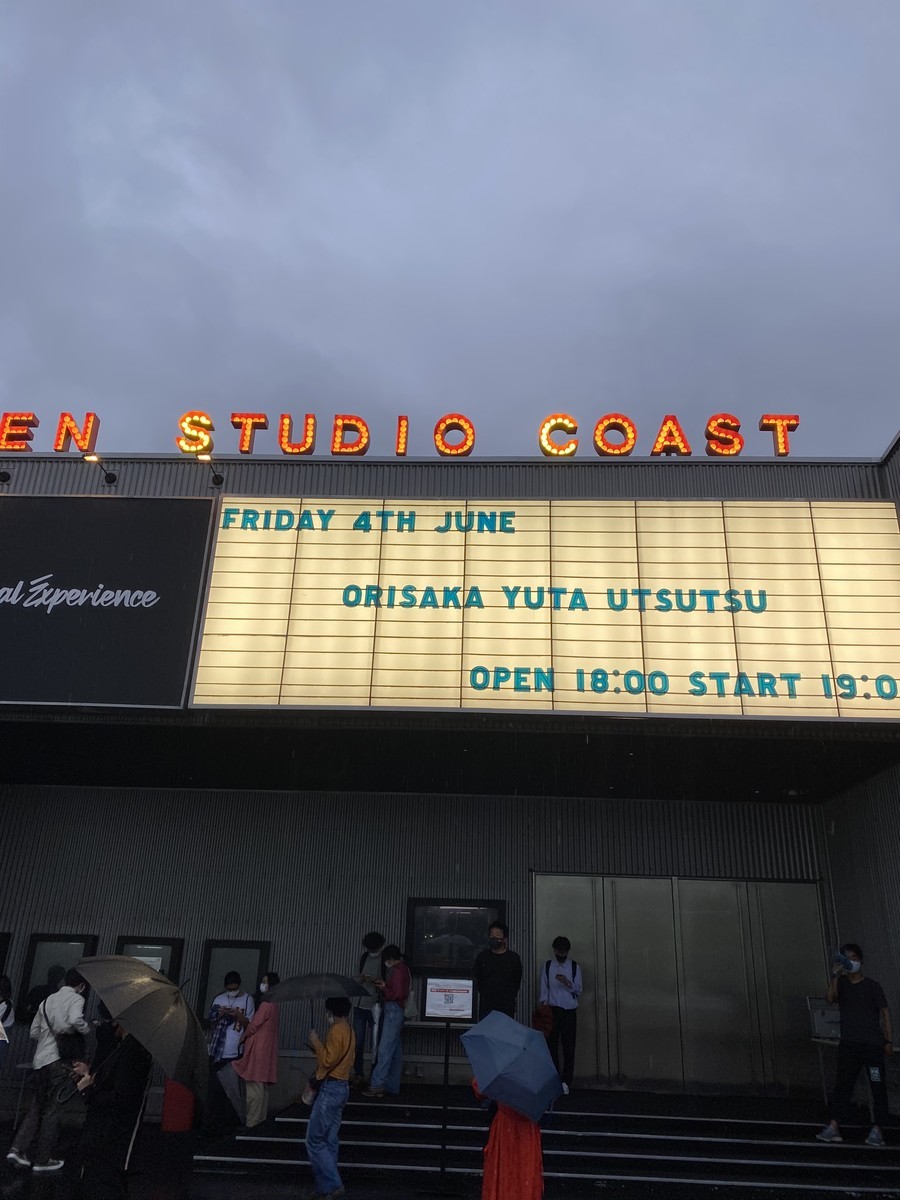 EN STUDIO COAST
FRIDAY 4TH JUNE
al Experience
ORISAKA YUTA UTSUTSU
OPEN 18:00 START 19:0